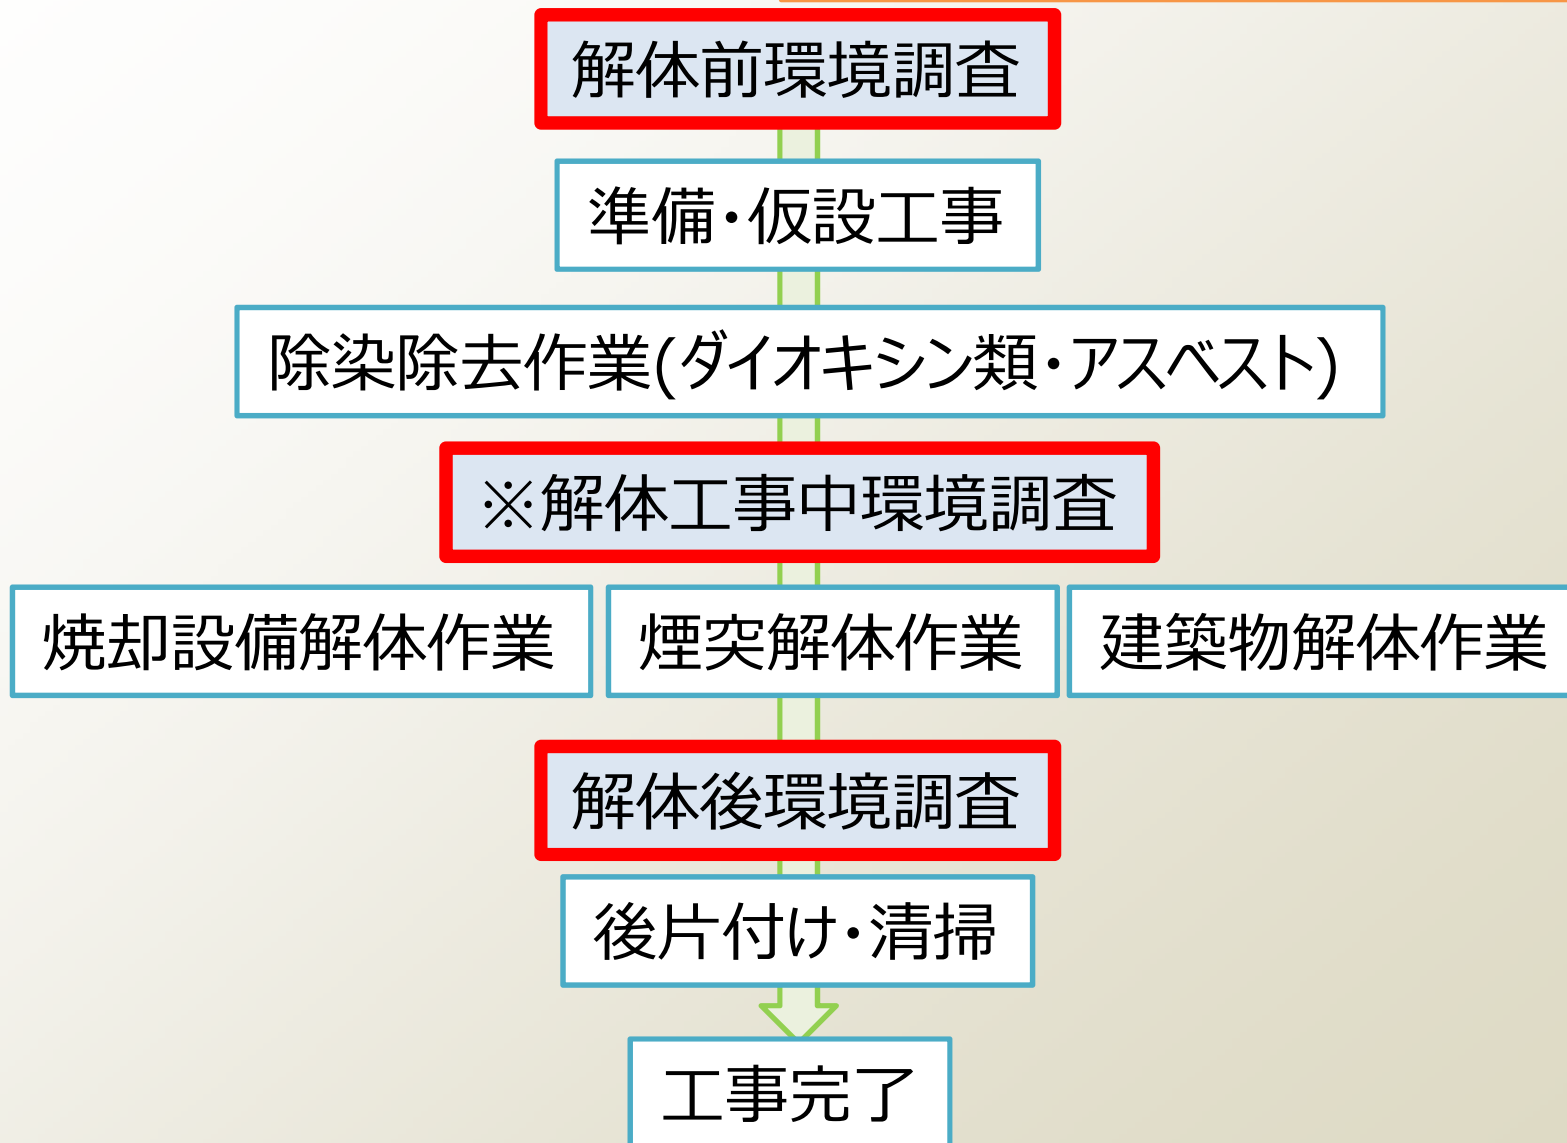 解体前環境調査
準備・仮設工事
除染除去作業(ダイオキシン類・アスベスト)
※解体工事中環境調査
焼却設備解体作業
煙突解体作業
建築物解体作業
解体後環境調査
後片付け・清掃
工事完了